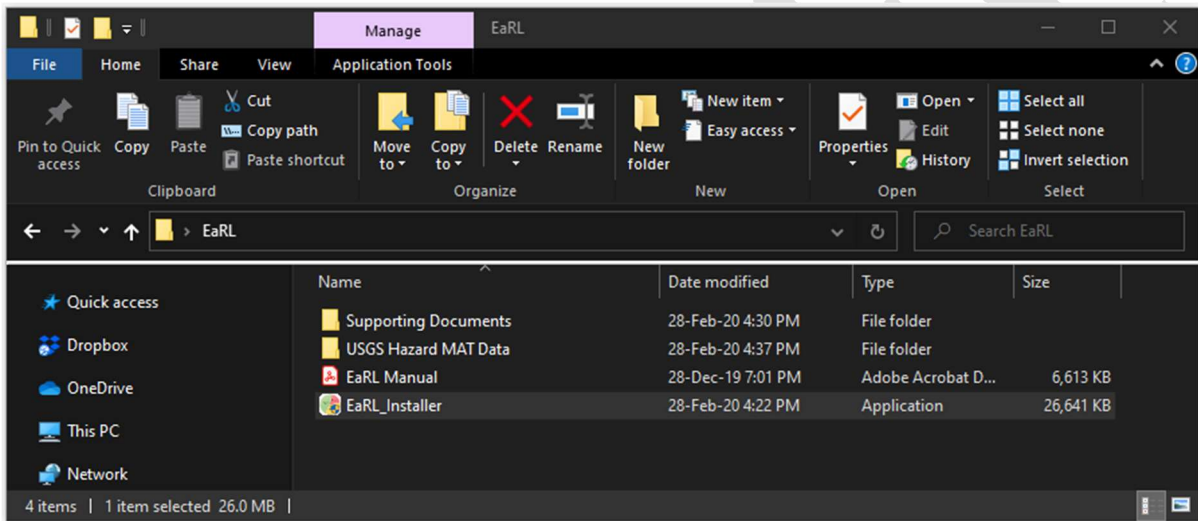 Manage EaRL
File Home Share View Application Tools
Pin to Quick access
Copy
Paste
Cut
Copy path
Paste shortcut
Clipboard
Move to
Copy to
Delete
Rename
Organize
New folder
New item
Easy access
New
Properties
Open
Edit
History
Open
Select all
Select none
Invert selection
Select
EaRL
Search EaRL
Quick access
Dropbox
OneDrive
This PC
Network
Name Date modified Type Size
Supporting Documents 28-Feb-20 4:30 PM File folder
USGS Hazard MAT Data 28-Feb-20 4:37 PM File folder
EaRL Manual 28-Dec-19 7:01 PM Adobe Acrobat D... 6,613 KB
EaRL_Installer 28-Feb-20 4:22 PM Application 26,641 KB
4 items 1 item selected 26.0 MB